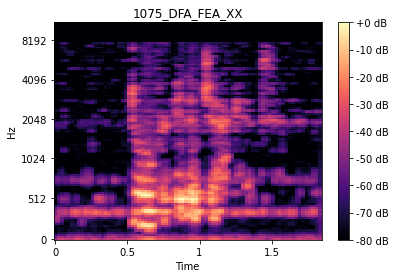 1075_DFA_FEA_XX
8192
4096
2048
1024
512
0
Hz
0
0.5
1
1.5
Time
+0 dB
-10 dB
-20 dB
-30 dB
-40 dB
-50 dB
-60 dB
-70 dB
-80 dB